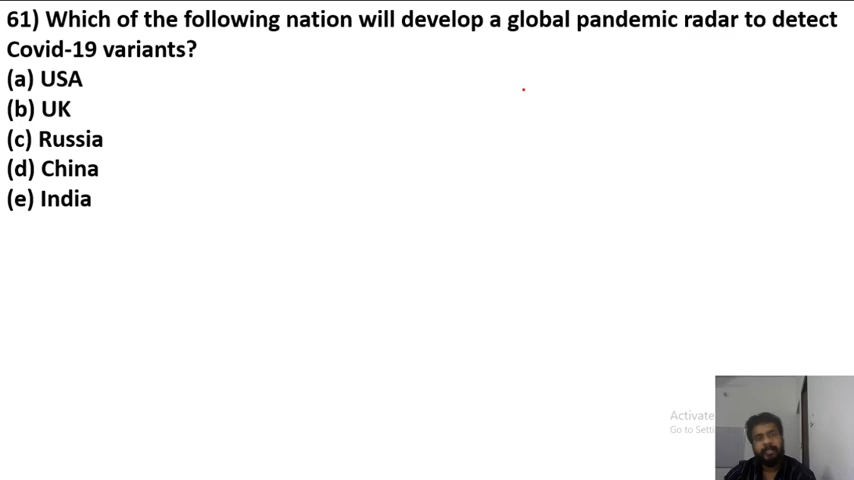 61) Which of the following nation will develop a global pandemic radar to detect
Covid-19 variants?
(a) USA
(b) UK
(c) Russia
(d) China
(e) India
Activate
Go to Setti